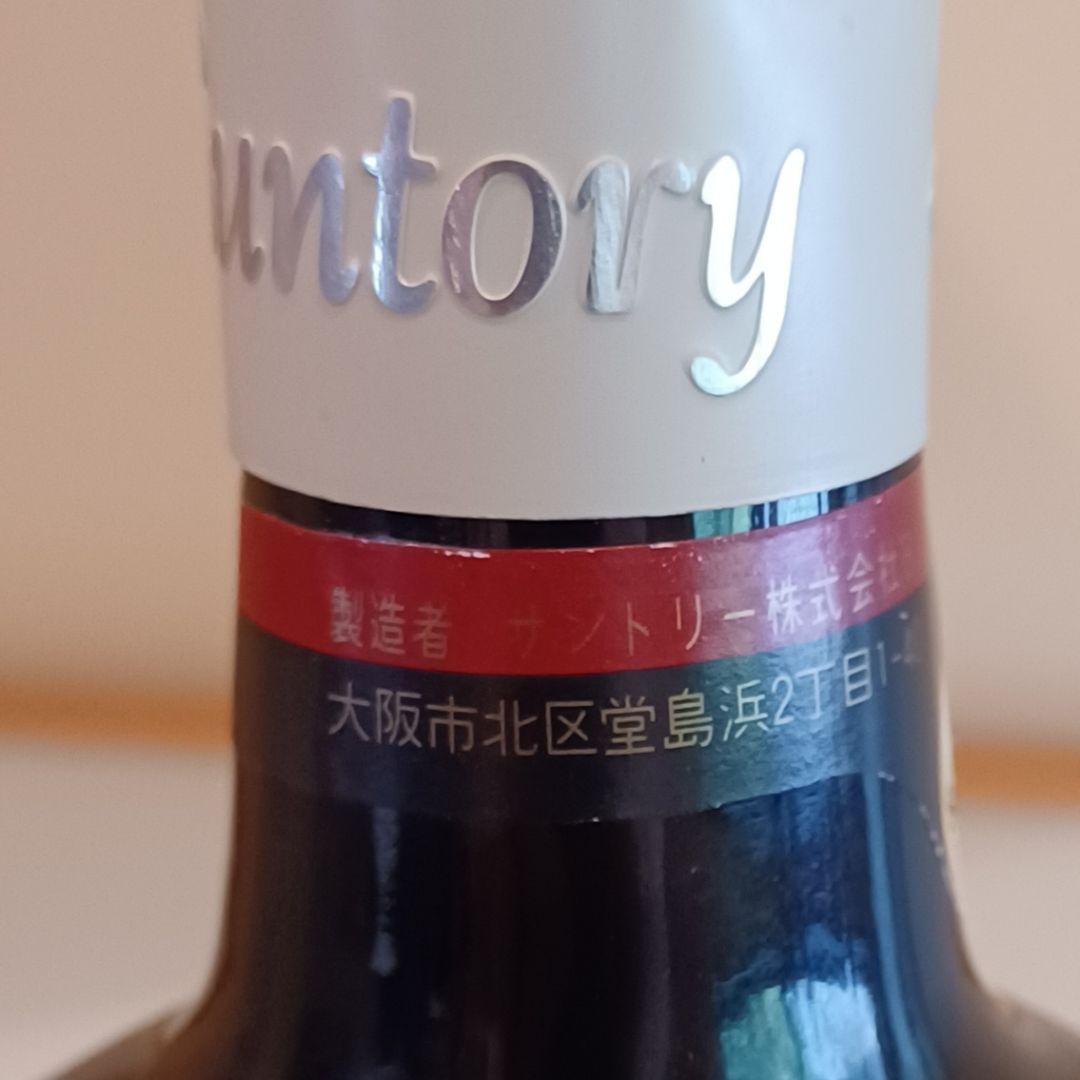 untory
製造者 サントリー株式会社
大阪市北区堂島浜2丁目1-